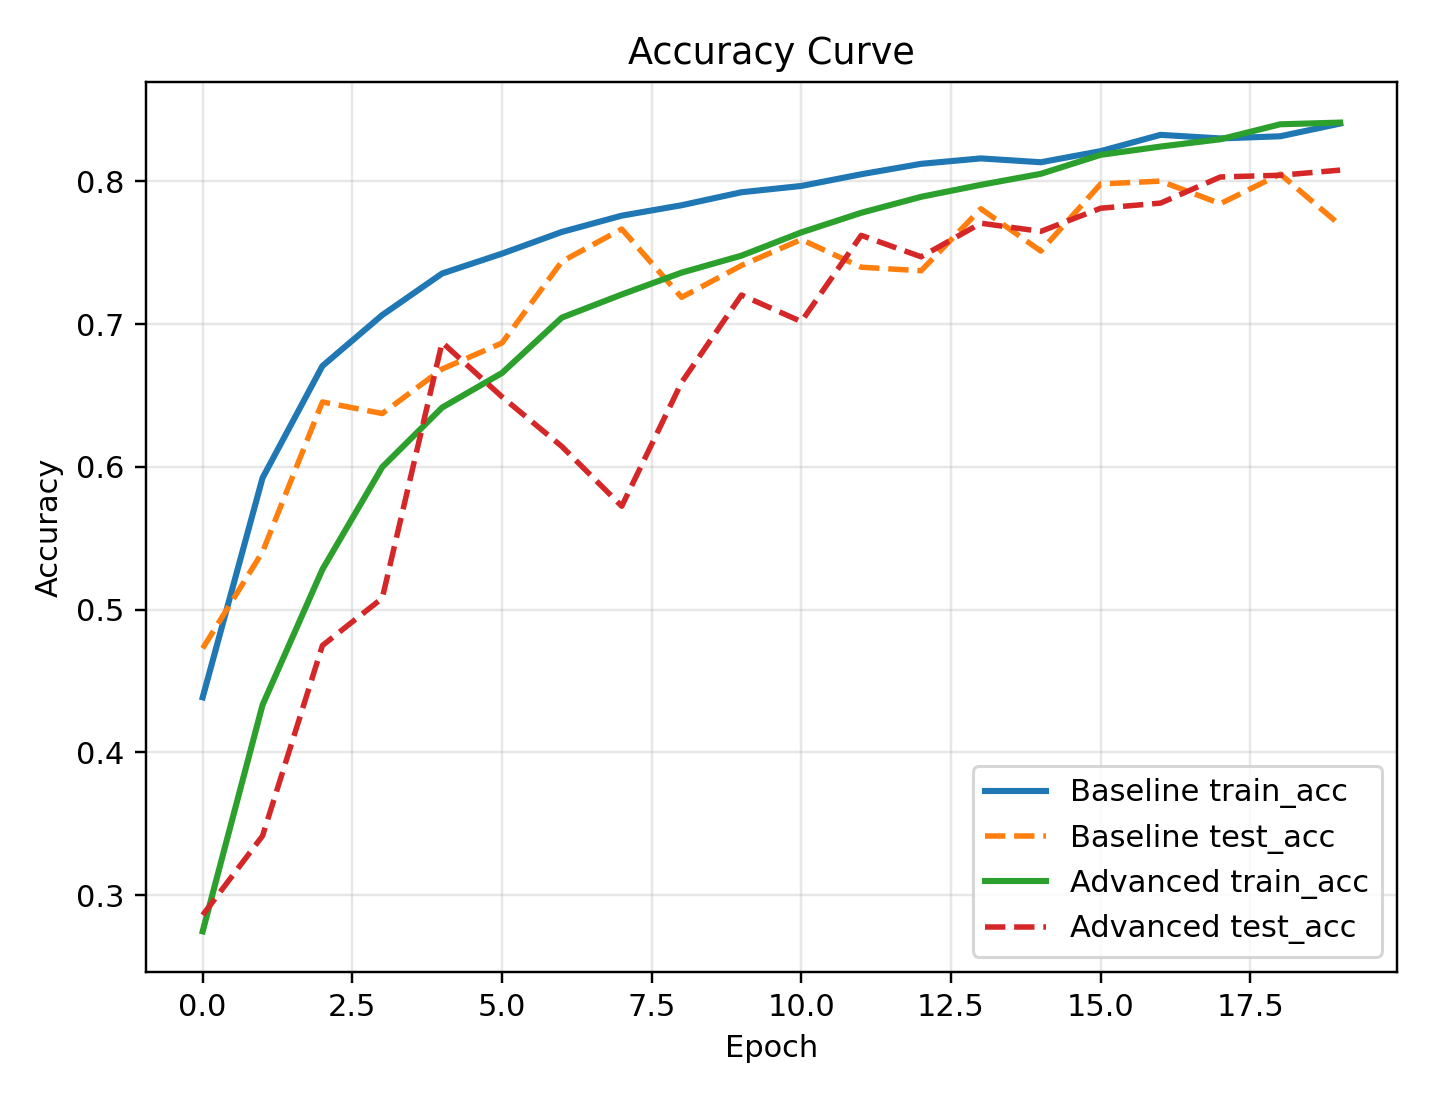 Accuracy Curve
Accuracy
0.8
0.7
0.6
0.5
0.4
0.3
0.0 2.5 5.0 7.5 10.0 12.5 15.0 17.5
Epoch
Baseline train_acc
Baseline test_acc
Advanced train_acc
Advanced test_acc